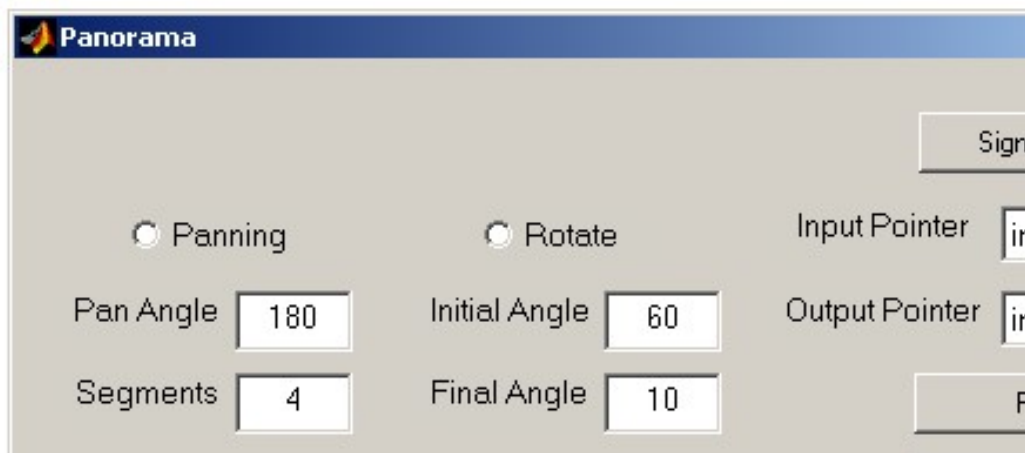 Panorama
Panning
Rotate
Input Pointer
Pan Angle 180
Initial Angle 60
Output Pointer
Segments 4
Final Angle 10